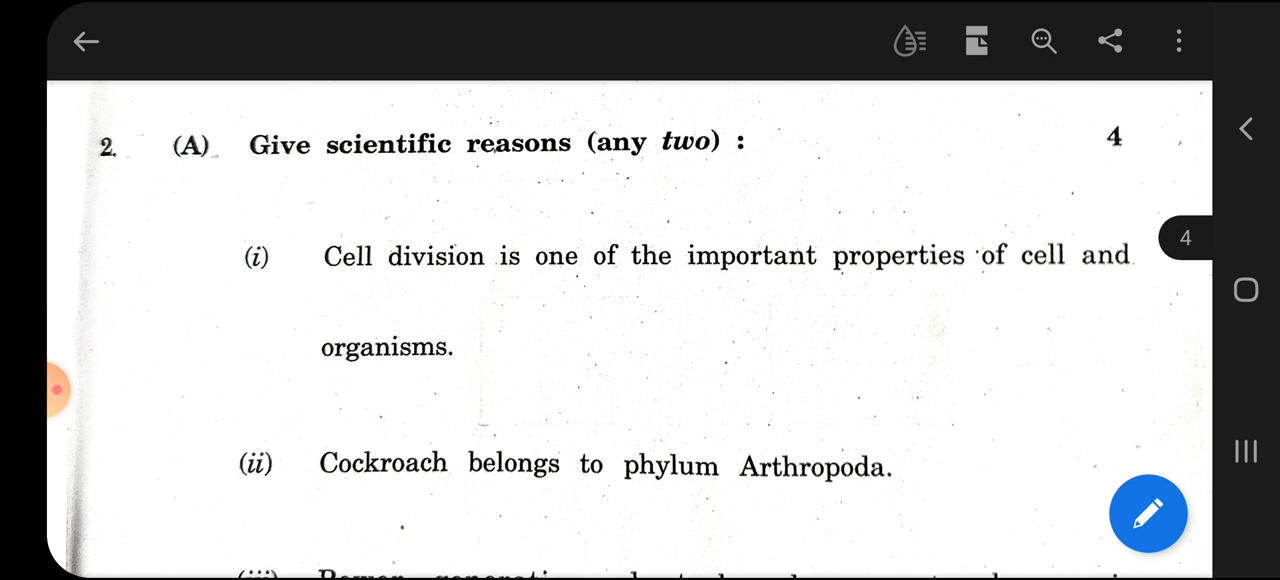 2. (A) Give scientific reasons (any two) : 4
(i) Cell division is one of the important properties of cell and
4
organisms.
(ii) Cockroach belongs to phylum Arthropoda.